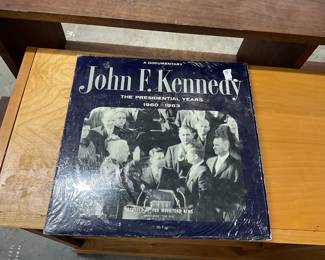 A DOCUMENTARY
John F. Kennedy
THE PRESIDENTIAL YEARS
1960-1963